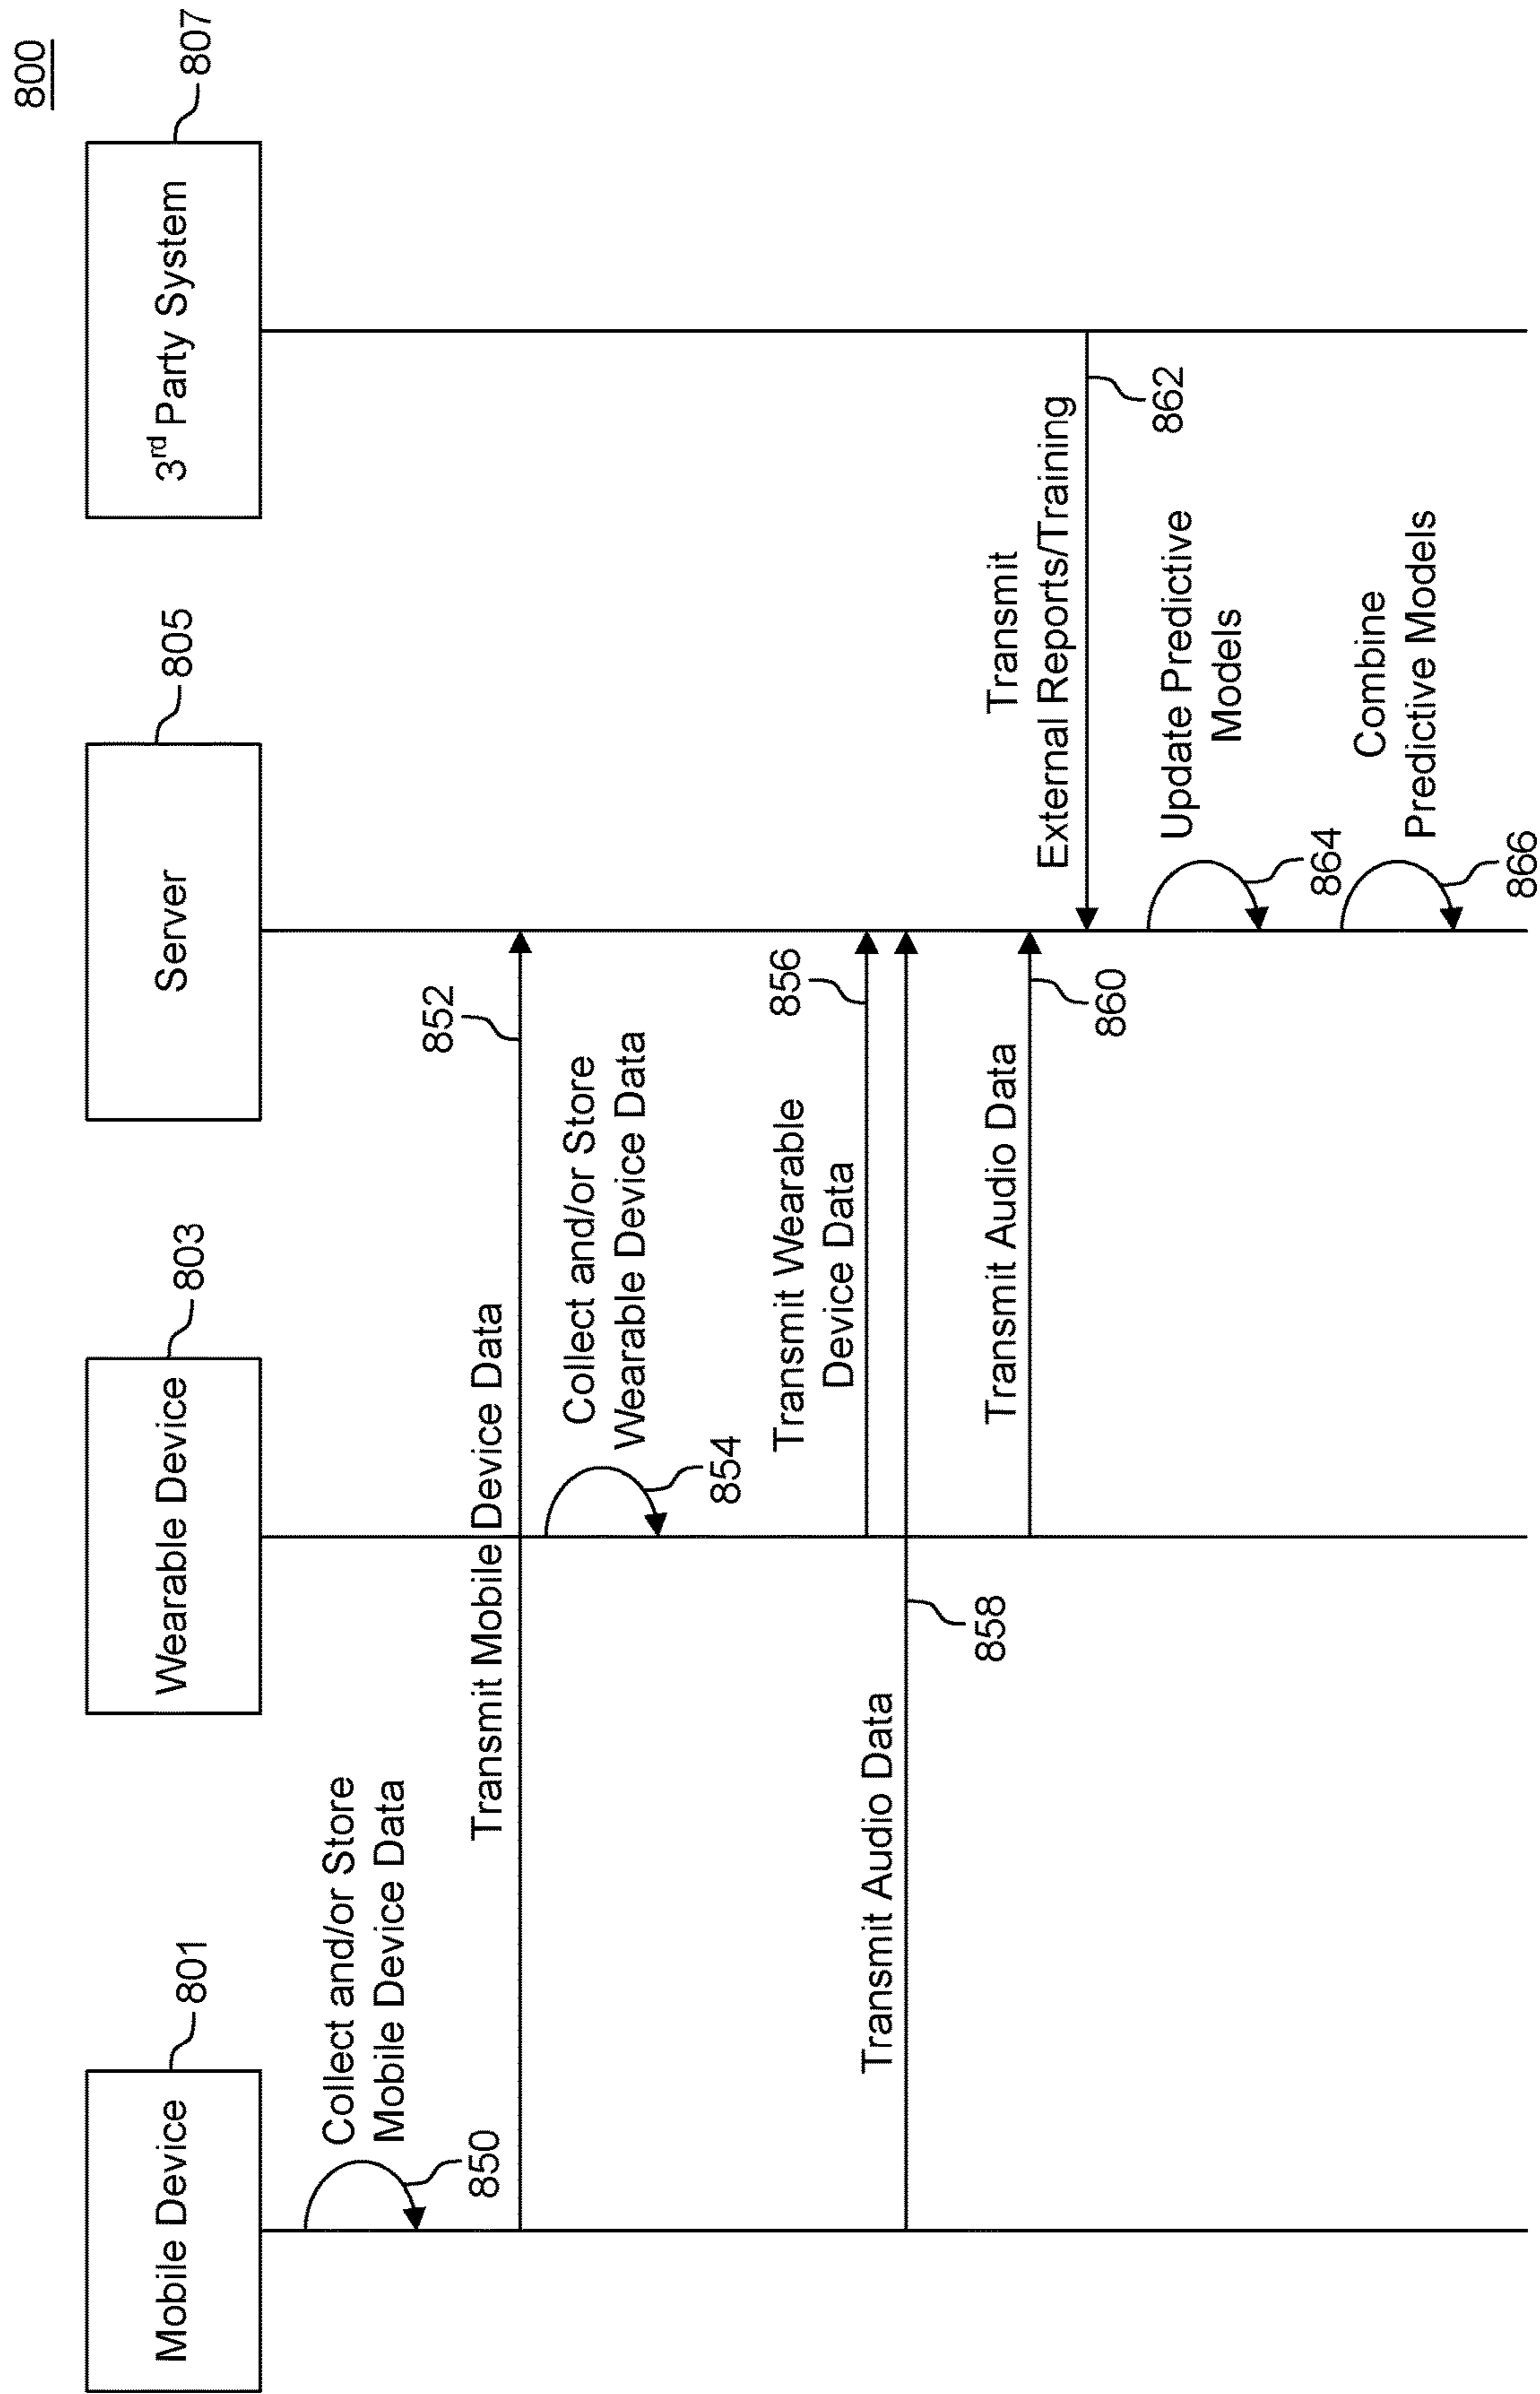 800
Mobile Device
801
Wearable Device
803
Server
805
3rd Party System
807
Collect and/or Store
Mobile Device Data
850
Transmit Mobile Device Data
852
Collect and/or Store
Wearable Device Data
854
Transmit Wearable
Device Data
856
Transmit Audio Data
858
Transmit Audio Data
860
Transmit
External Reports/Training
862
Update Predictive
Models
864
Combine
Predictive Models
866